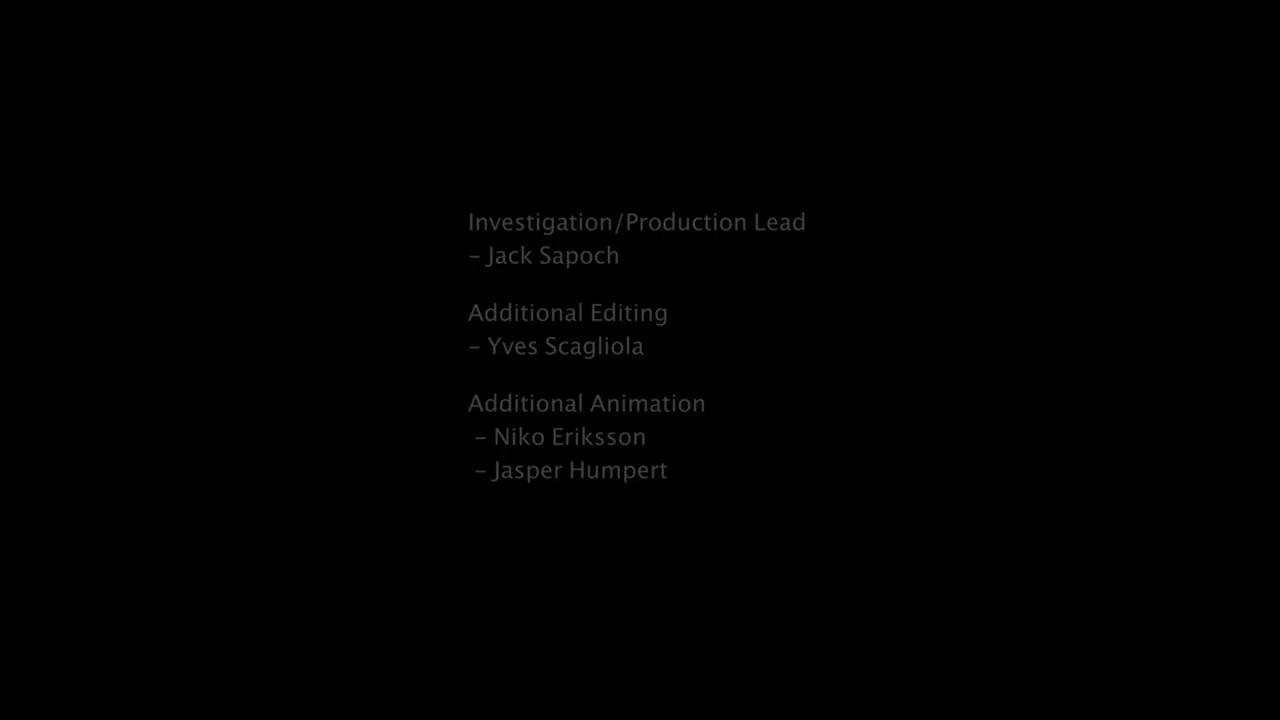 Investigation/Production Lead
– Jack Sapoch
Additional Editing
– Yves Scagliola
Additional Animation
– Niko Eriksson
– Jasper Humpert